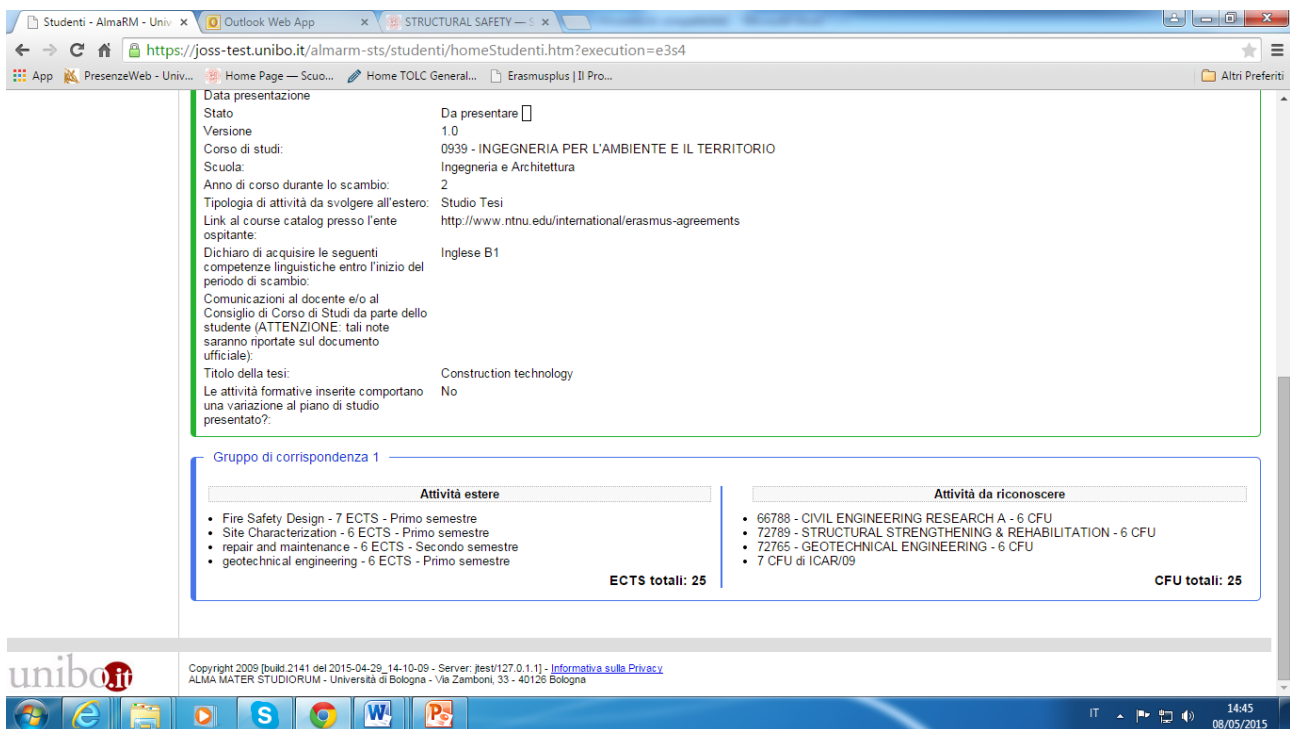 Studenti - AlmaRM - Univ
Outlook Web App
STRUCTURAL SAFETY — S
https://joss-test.unibo.it/almarm-sts/studenti/homeStudenti.htm?execution=e3s4
App PresenzeWeb - Univ... Home Page — Scuo... Home TOLC General... Erasmusplus | Il Pro... Altri Preferiti
Data presentazione
Stato Da presentare
Versione 1.0
Corso di studi: 0939 - INGEGNERIA PER L'AMBIENTE E IL TERRITORIO
Scuola: Ingegneria e Architettura
Anno di corso durante lo scambio: 2
Tipologia di attività da svolgere all'estero: Studio Tesi
Link al course catalog presso l'ente http://www.ntnu.edu/international/erasmus-agreements
ospitante:
Dichiaro di acquisire le seguenti Inglese B1
competenze linguistiche entro l'inizio del
periodo di scambio:
Comunicazioni al docente e/o al
Consiglio di Corso di Studi da parte dello
studente (ATTENZIONE: tali note
saranno riportate sul documento
ufficiale):
Titolo della tesi: Construction technology
Le attività formative inserite comportano No
una variazione al piano di studio
presentato?:
Gruppo di corrispondenza 1
Attività estere
• Fire Safety Design - 7 ECTS - Primo semestre
• Site Characterization - 6 ECTS - Primo semestre
• repair and maintenance - 6 ECTS - Secondo semestre
• geotechnical engineering - 6 ECTS - Primo semestre
ECTS totali: 25
Attività da riconoscere
• 66788 - CIVIL ENGINEERING RESEARCH A - 6 CFU
• 72789 - STRUCTURAL STRENGTHENING & REHABILITATION - 6 CFU
• 72765 - GEOTECHNICAL ENGINEERING - 6 CFU
• 7 CFU di ICAR/09
CFU totali: 25
unibo.it
Copyright 2009 [build.2141 del 2015-04-29_14-10-09 - Server: jtest/127.0.1.1] - Informativa sulla Privacy
ALMA MATER STUDIORUM - Università di Bologna - Via Zamboni, 33 - 40126 Bologna
IT
14:45
08/05/2015